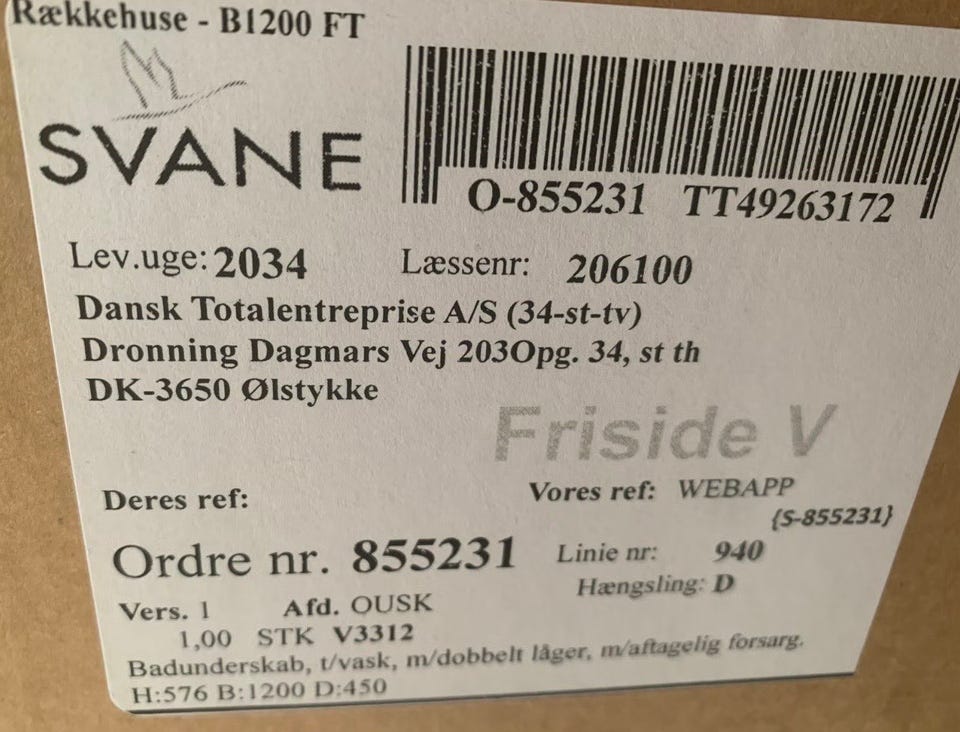 Rækkehuse - B1200 FT
SVANE
O-855231 TT49263172
Lev.uge: 2034 Læssenr: 206100
Dansk Totalentreprise A/S (34-st-tv)
Dronning Dagmars Vej 203Opg. 34, st th
DK-3650 Ølstykke
Friside V
Deres ref: Vores ref: WEBAPP
{S-855231}
Ordre nr. 855231 Linie nr: 940
Hængsling: D
Vers. 1 Afd. OUSK
1,00 STK V3312
Badunderskab, t/vask, m/dobbelt låger, m/aftagelig forsarg.
H:576 B:1200 D:450